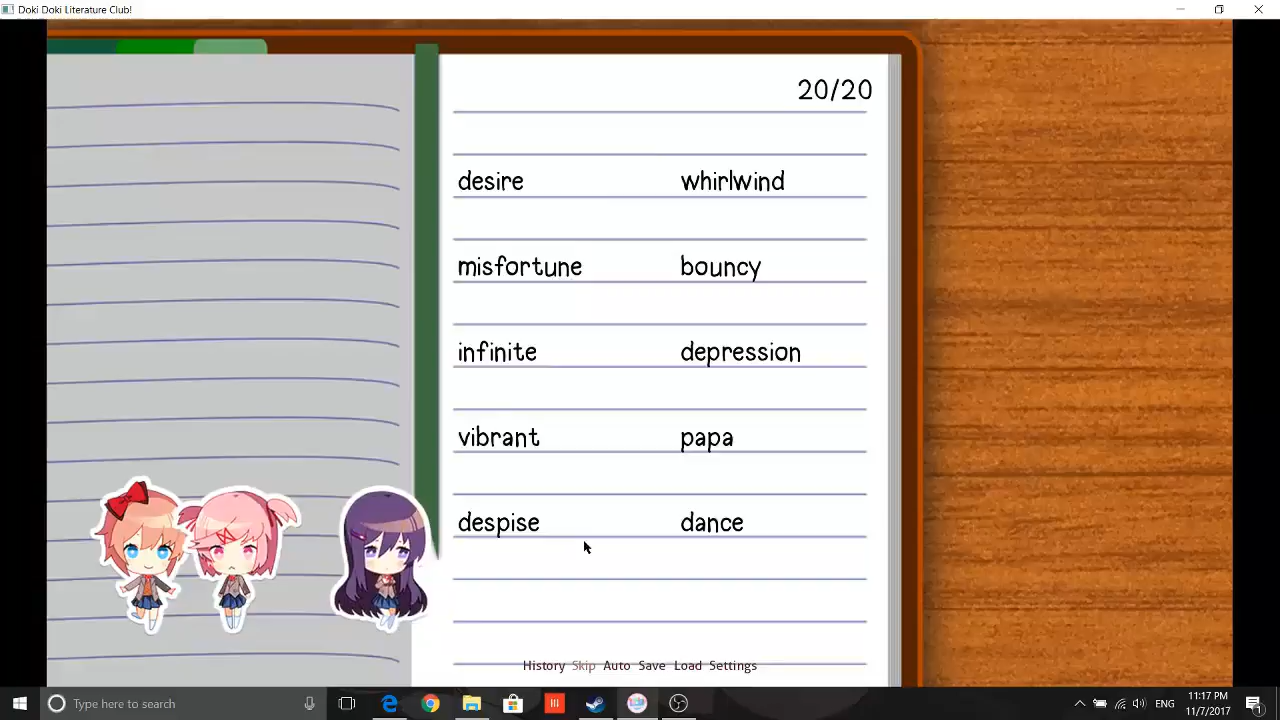 Doki Doki Literature Club!
20/20
desire whirlwind
misfortune bouncy
infinite depression
vibrant papa
despise dance
History Skip Auto Save Load Settings
Type here to search
ENG
11:17 PM
11/7/2017